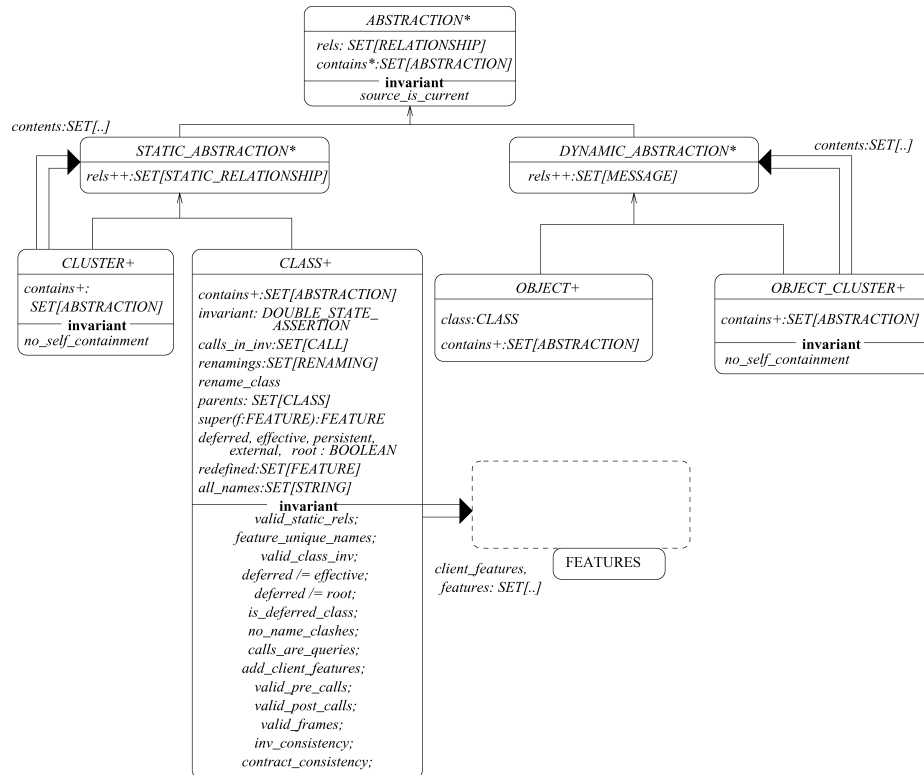 ABSTRACTION*
rels: SET[RELATIONSHIP]
contains*:SET[ABSTRACTION]
invariant
source_is_current
contents:SET[..]
STATIC_ABSTRACTION*
rels++:SET[STATIC_RELATIONSHIP]
contents:SET[..]
DYNAMIC_ABSTRACTION*
rels++:SET[MESSAGE]
CLUSTER+
contains+:
SET[ABSTRACTION]
invariant
no_self_containment
CLASS+
contains+:SET[ABSTRACTION]
invariant: DOUBLE_STATE_
ASSERTION
calls_in_inv:SET[CALL]
renamings:SET[RENAMING]
rename_class
parents: SET[CLASS]
super(f:FEATURE):FEATURE
deferred, effective, persistent,
external, root : BOOLEAN
redefined:SET[FEATURE]
all_names:SET[STRING]
invariant
valid_static_rels;
feature_unique_names;
valid_class_inv;
deferred /= effective;
deferred /= root;
is_deferred_class;
no_name_clashes;
calls_are_queries;
add_client_features;
valid_pre_calls;
valid_post_calls;
valid_frames;
inv_consistency;
contract_consistency;
OBJECT+
class:CLASS
contains+:SET[ABSTRACTION]
OBJECT_CLUSTER+
contains+:SET[ABSTRACTION]
invariant
no_self_containment
FEATURES
client_features,
features: SET[..]